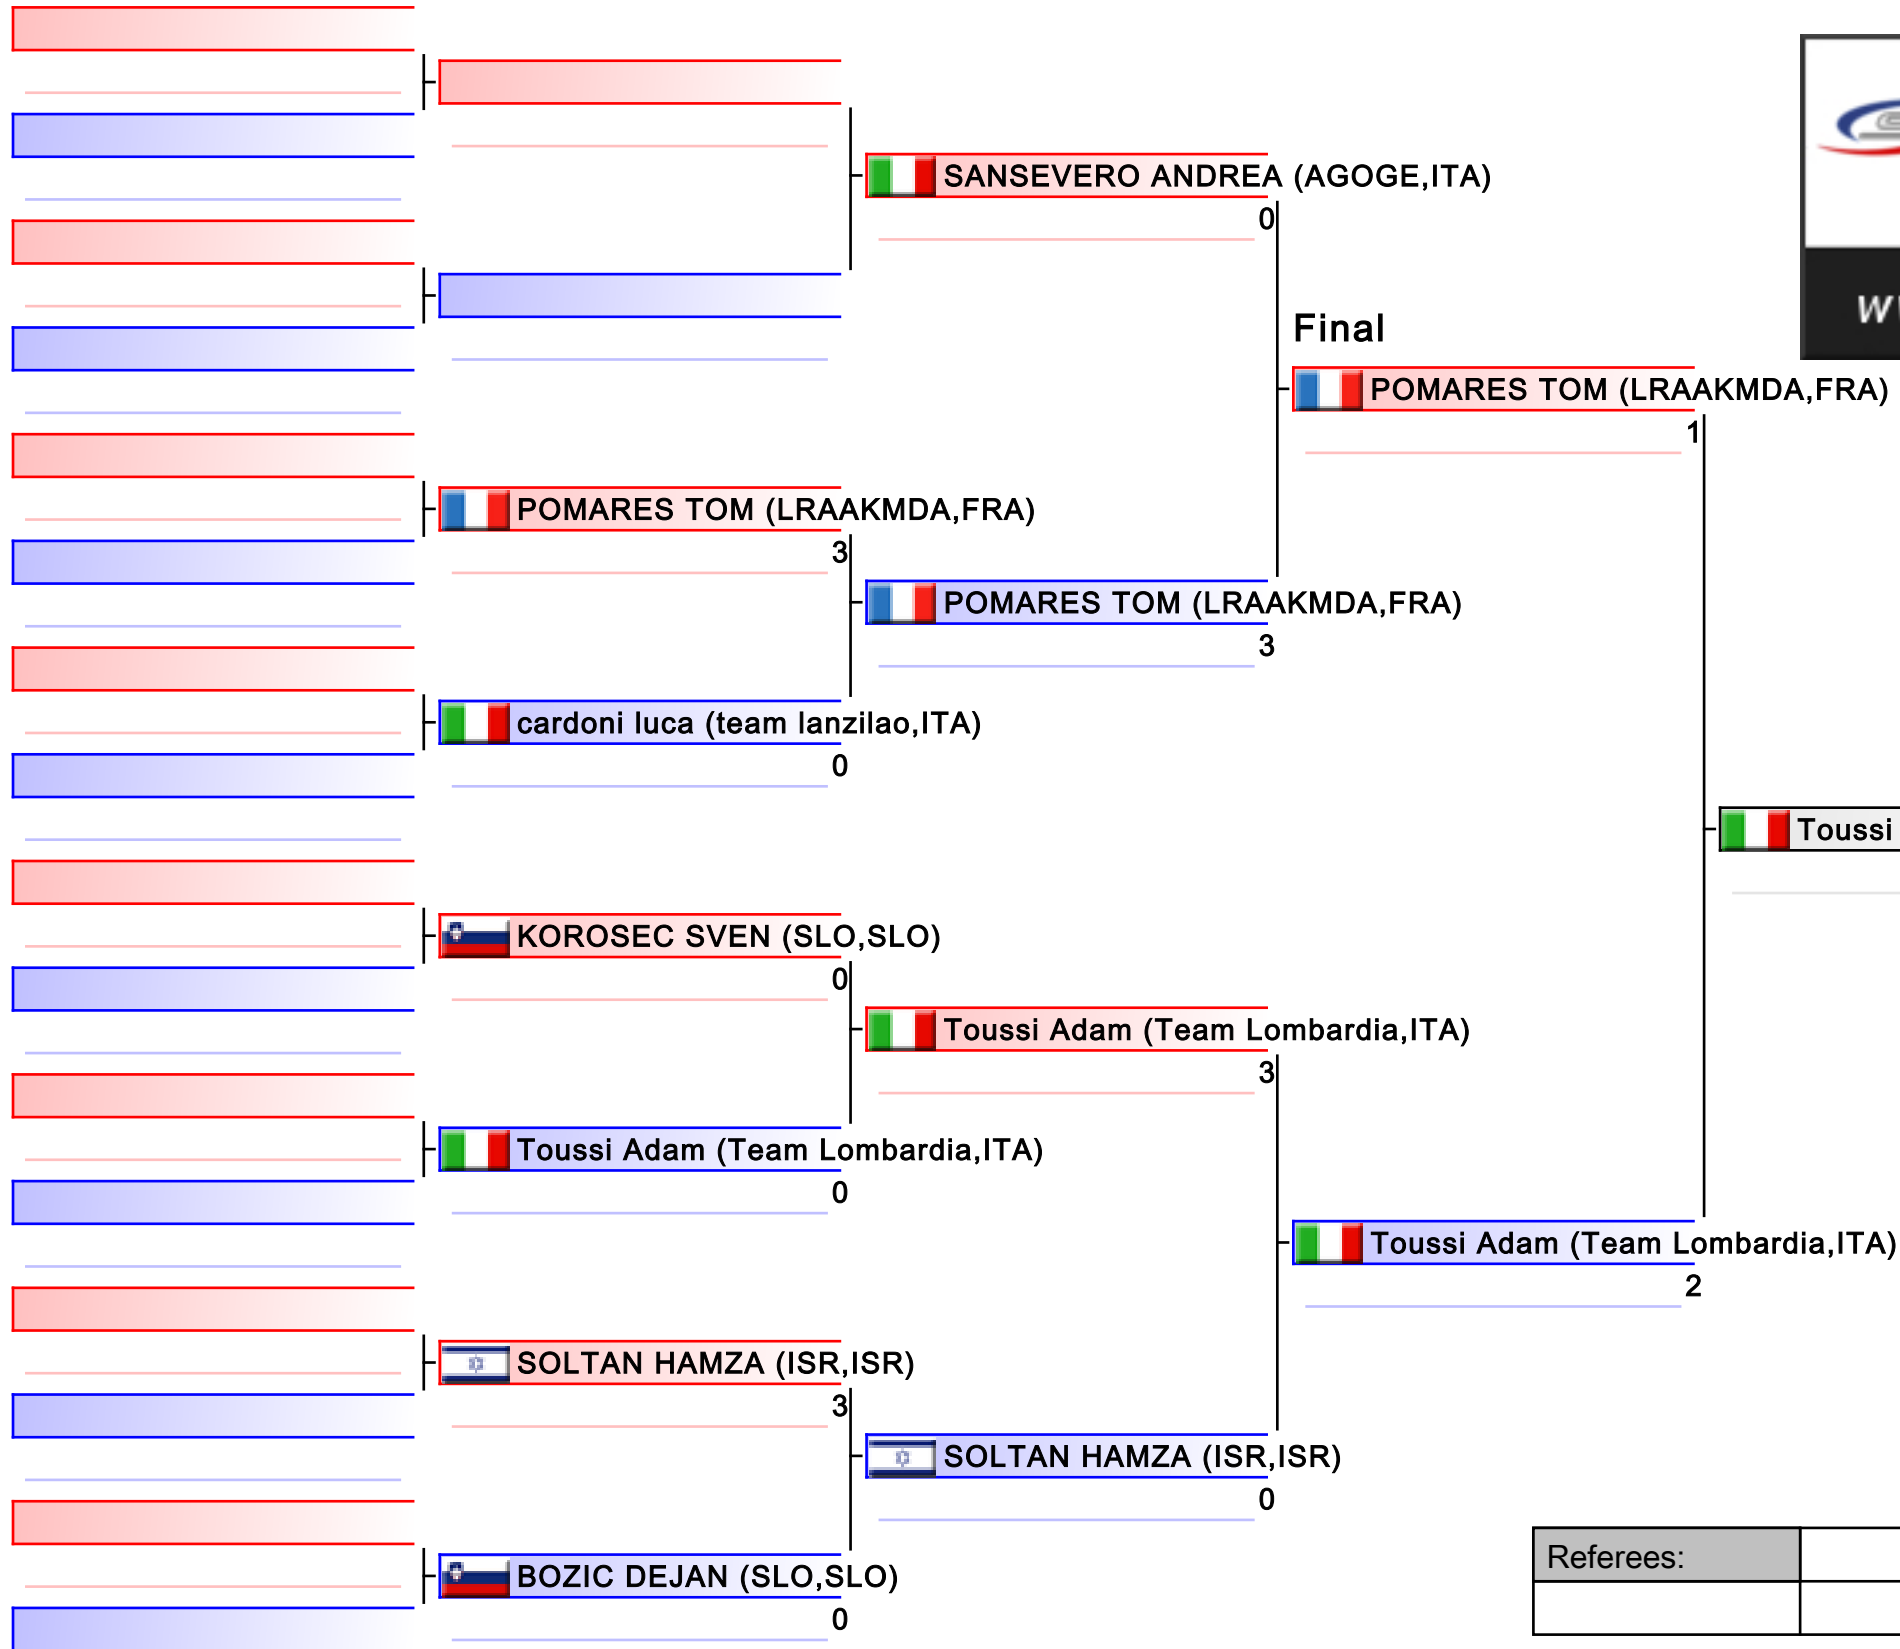 SANSEVERO ANDREA (AGOGE,ITA)
0
Final
POMARES TOM (LRAAKMDA,FRA)
1
POMARES TOM (LRAAKMDA,FRA)
3
POMARES TOM (LRAAKMDA,FRA)
3
cardoni luca (team lanzilao,ITA)
0
Toussi
KOROSEC SVEN (SLO,SLO)
0
Toussi Adam (Team Lombardia,ITA)
3
Toussi Adam (Team Lombardia,ITA)
0
Toussi Adam (Team Lombardia,ITA)
2
SOLTAN HAMZA (ISR,ISR)
3
SOLTAN HAMZA (ISR,ISR)
0
BOZIC DEJAN (SLO,SLO)
0
Referees: